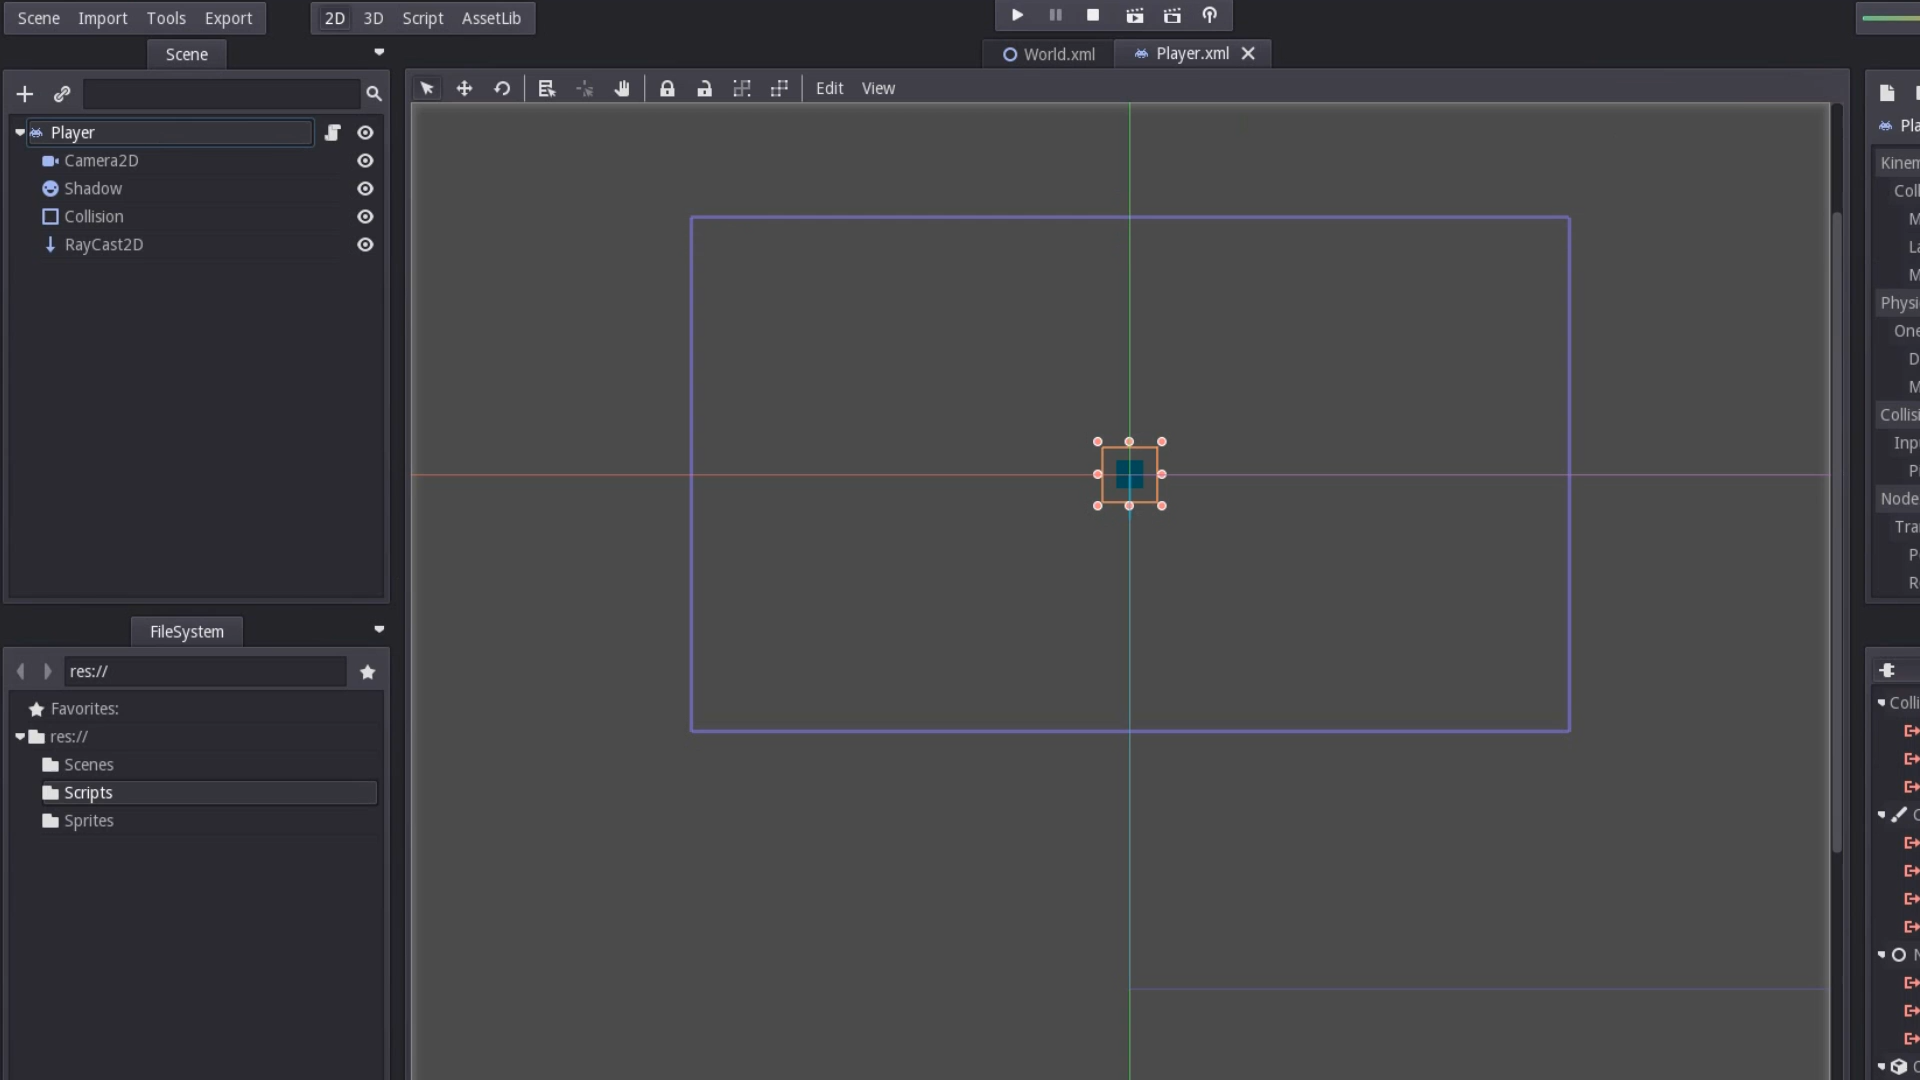 Scene Import Tools Export 2D 3D Script AssetLib
Scene
World.xml Player.xml
Edit View
Player
Camera2D
Shadow
Collision
RayCast2D
FileSystem
res://
Favorites:
res://
Scenes
Scripts
Sprites
Node